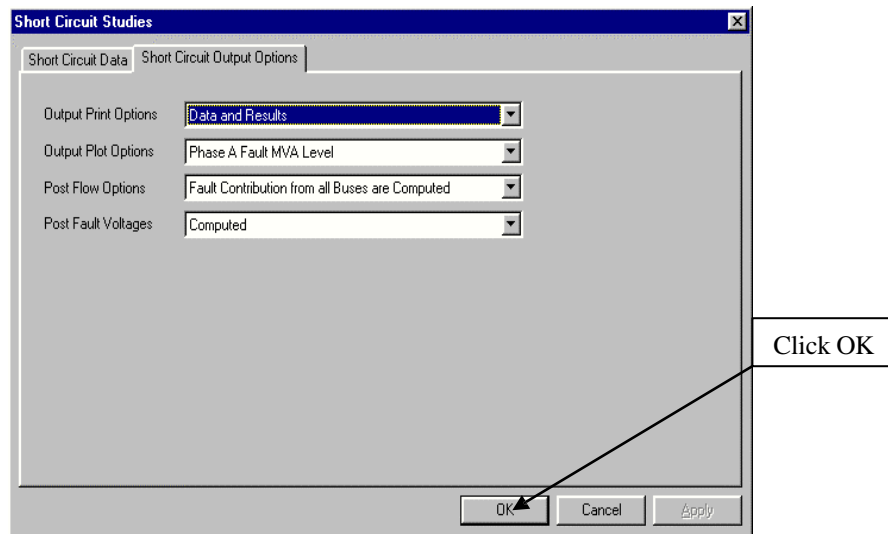 Short Circuit Studies
Short Circuit Data
Short Circuit Output Options
Output Print Options
Data and Results
Output Plot Options
Phase A Fault MVA Level
Post Flow Options
Fault Contribution from all Buses are Computed
Post Fault Voltages
Computed
Click OK
OK
Cancel
Apply